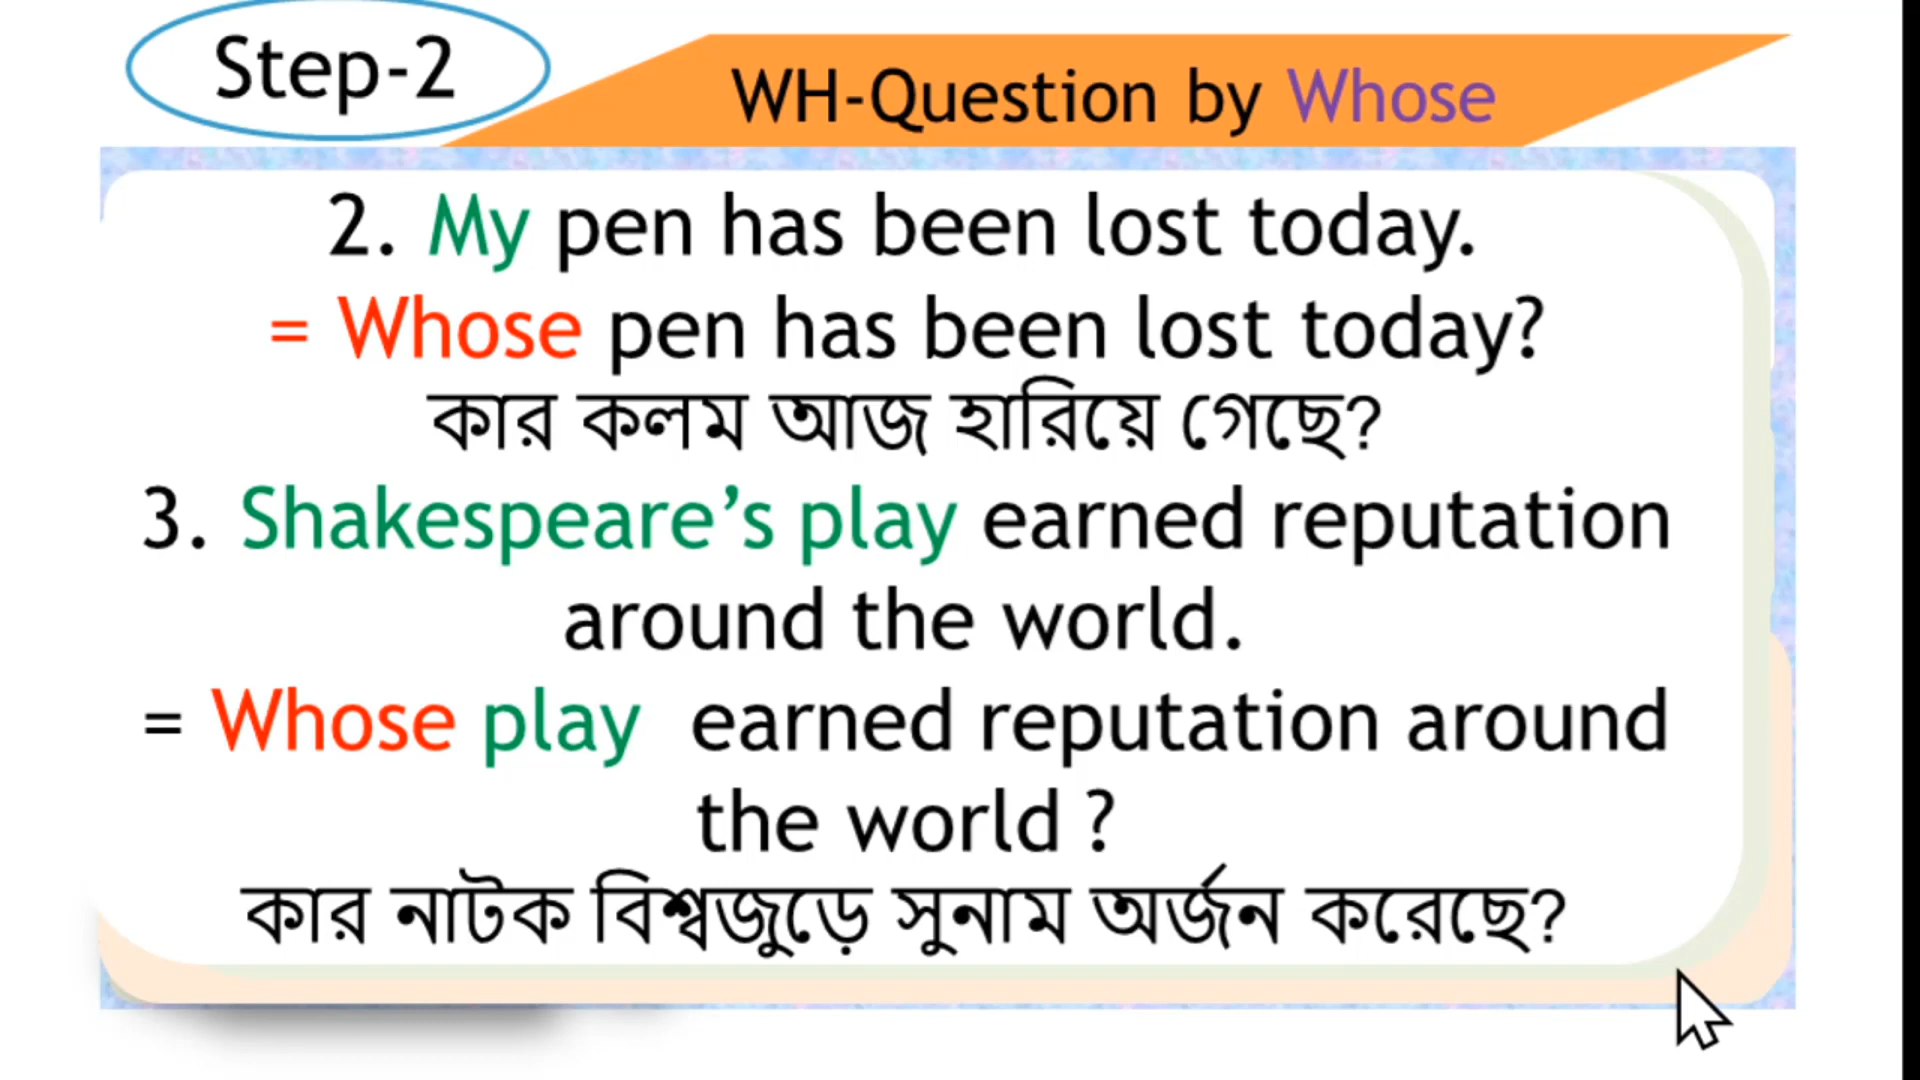 Step-2
WH-Question by Whose
2. My pen has been lost today.
= Whose pen has been lost today?
কার কলম আজ হারিয়ে গেছে?
3. Shakespeare’s play earned reputation
around the world.
= Whose play earned reputation around
the world ?
কার নাটক বিশ্বজুড়ে সুনাম অর্জন করেছে?